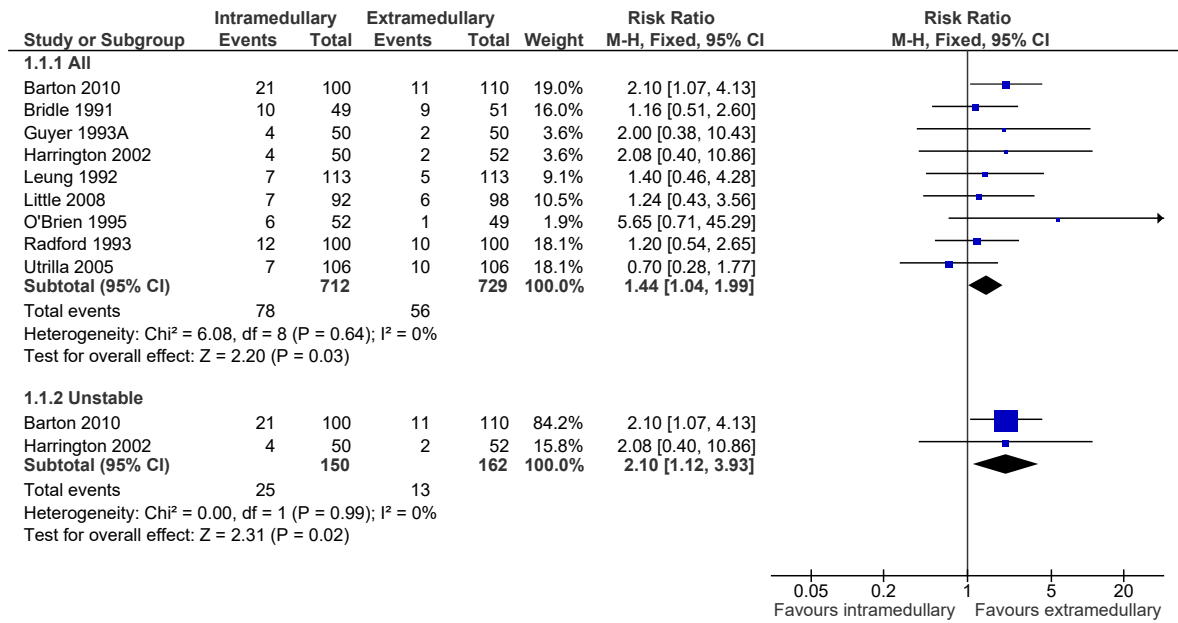 Intramedullary Extramedullary Risk Ratio Risk Ratio
Study or Subgroup Events Total Events Total Weight M-H, Fixed, 95% CI M-H, Fixed, 95% CI
1.1.1 All
Barton 2010 21 100 11 110 19.0% 2.10 [1.07, 4.13]
Bridle 1991 10 49 9 51 16.0% 1.16 [0.51, 2.60]
Guyer 1993A 4 50 2 50 3.6% 2.00 [0.38, 10.43]
Harrington 2002 4 50 2 52 3.6% 2.08 [0.40, 10.86]
Leung 1992 7 113 5 113 9.1% 1.40 [0.46, 4.28]
Little 2008 7 92 6 98 10.5% 1.24 [0.43, 3.56]
O'Brien 1995 6 52 1 49 1.9% 5.65 [0.71, 45.29]
Radford 1993 12 100 10 100 18.1% 1.20 [0.54, 2.65]
Utrilla 2005 7 106 10 106 18.1% 0.70 [0.28, 1.77]
Subtotal (95% CI) 712 729 100.0% 1.44 [1.04, 1.99]
Total events 78 56
Heterogeneity: Chi² = 6.08, df = 8 (P = 0.64); I² = 0%
Test for overall effect: Z = 2.20 (P = 0.03)
1.1.2 Unstable
Barton 2010 21 100 11 110 84.2% 2.10 [1.07, 4.13]
Harrington 2002 4 50 2 52 15.8% 2.08 [0.40, 10.86]
Subtotal (95% CI) 150 162 100.0% 2.10 [1.12, 3.93]
Total events 25 13
Heterogeneity: Chi² = 0.00, df = 1 (P = 0.99); I² = 0%
Test for overall effect: Z = 2.31 (P = 0.02)
0.05 0.2 1 5 20
Favours intramedullary Favours extramedullary